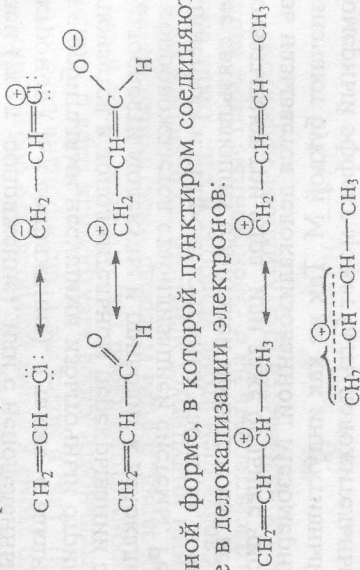 CH₂=CH—C̈l: ⟷ ⊖CH₂—CH=C̈l:⊕
CH₂=CH—C(=O)—H ⟷ ⊕CH₂—CH=C(O⊖)—H
ной форме, в которой пунктиром соединяют
в делокализации электронов:
CH₂=CH—CH⊕—CH₃ ⟷ ⊕CH₂—CH=CH—CH₃
⊕
CH₂—CH—CH—CH₃